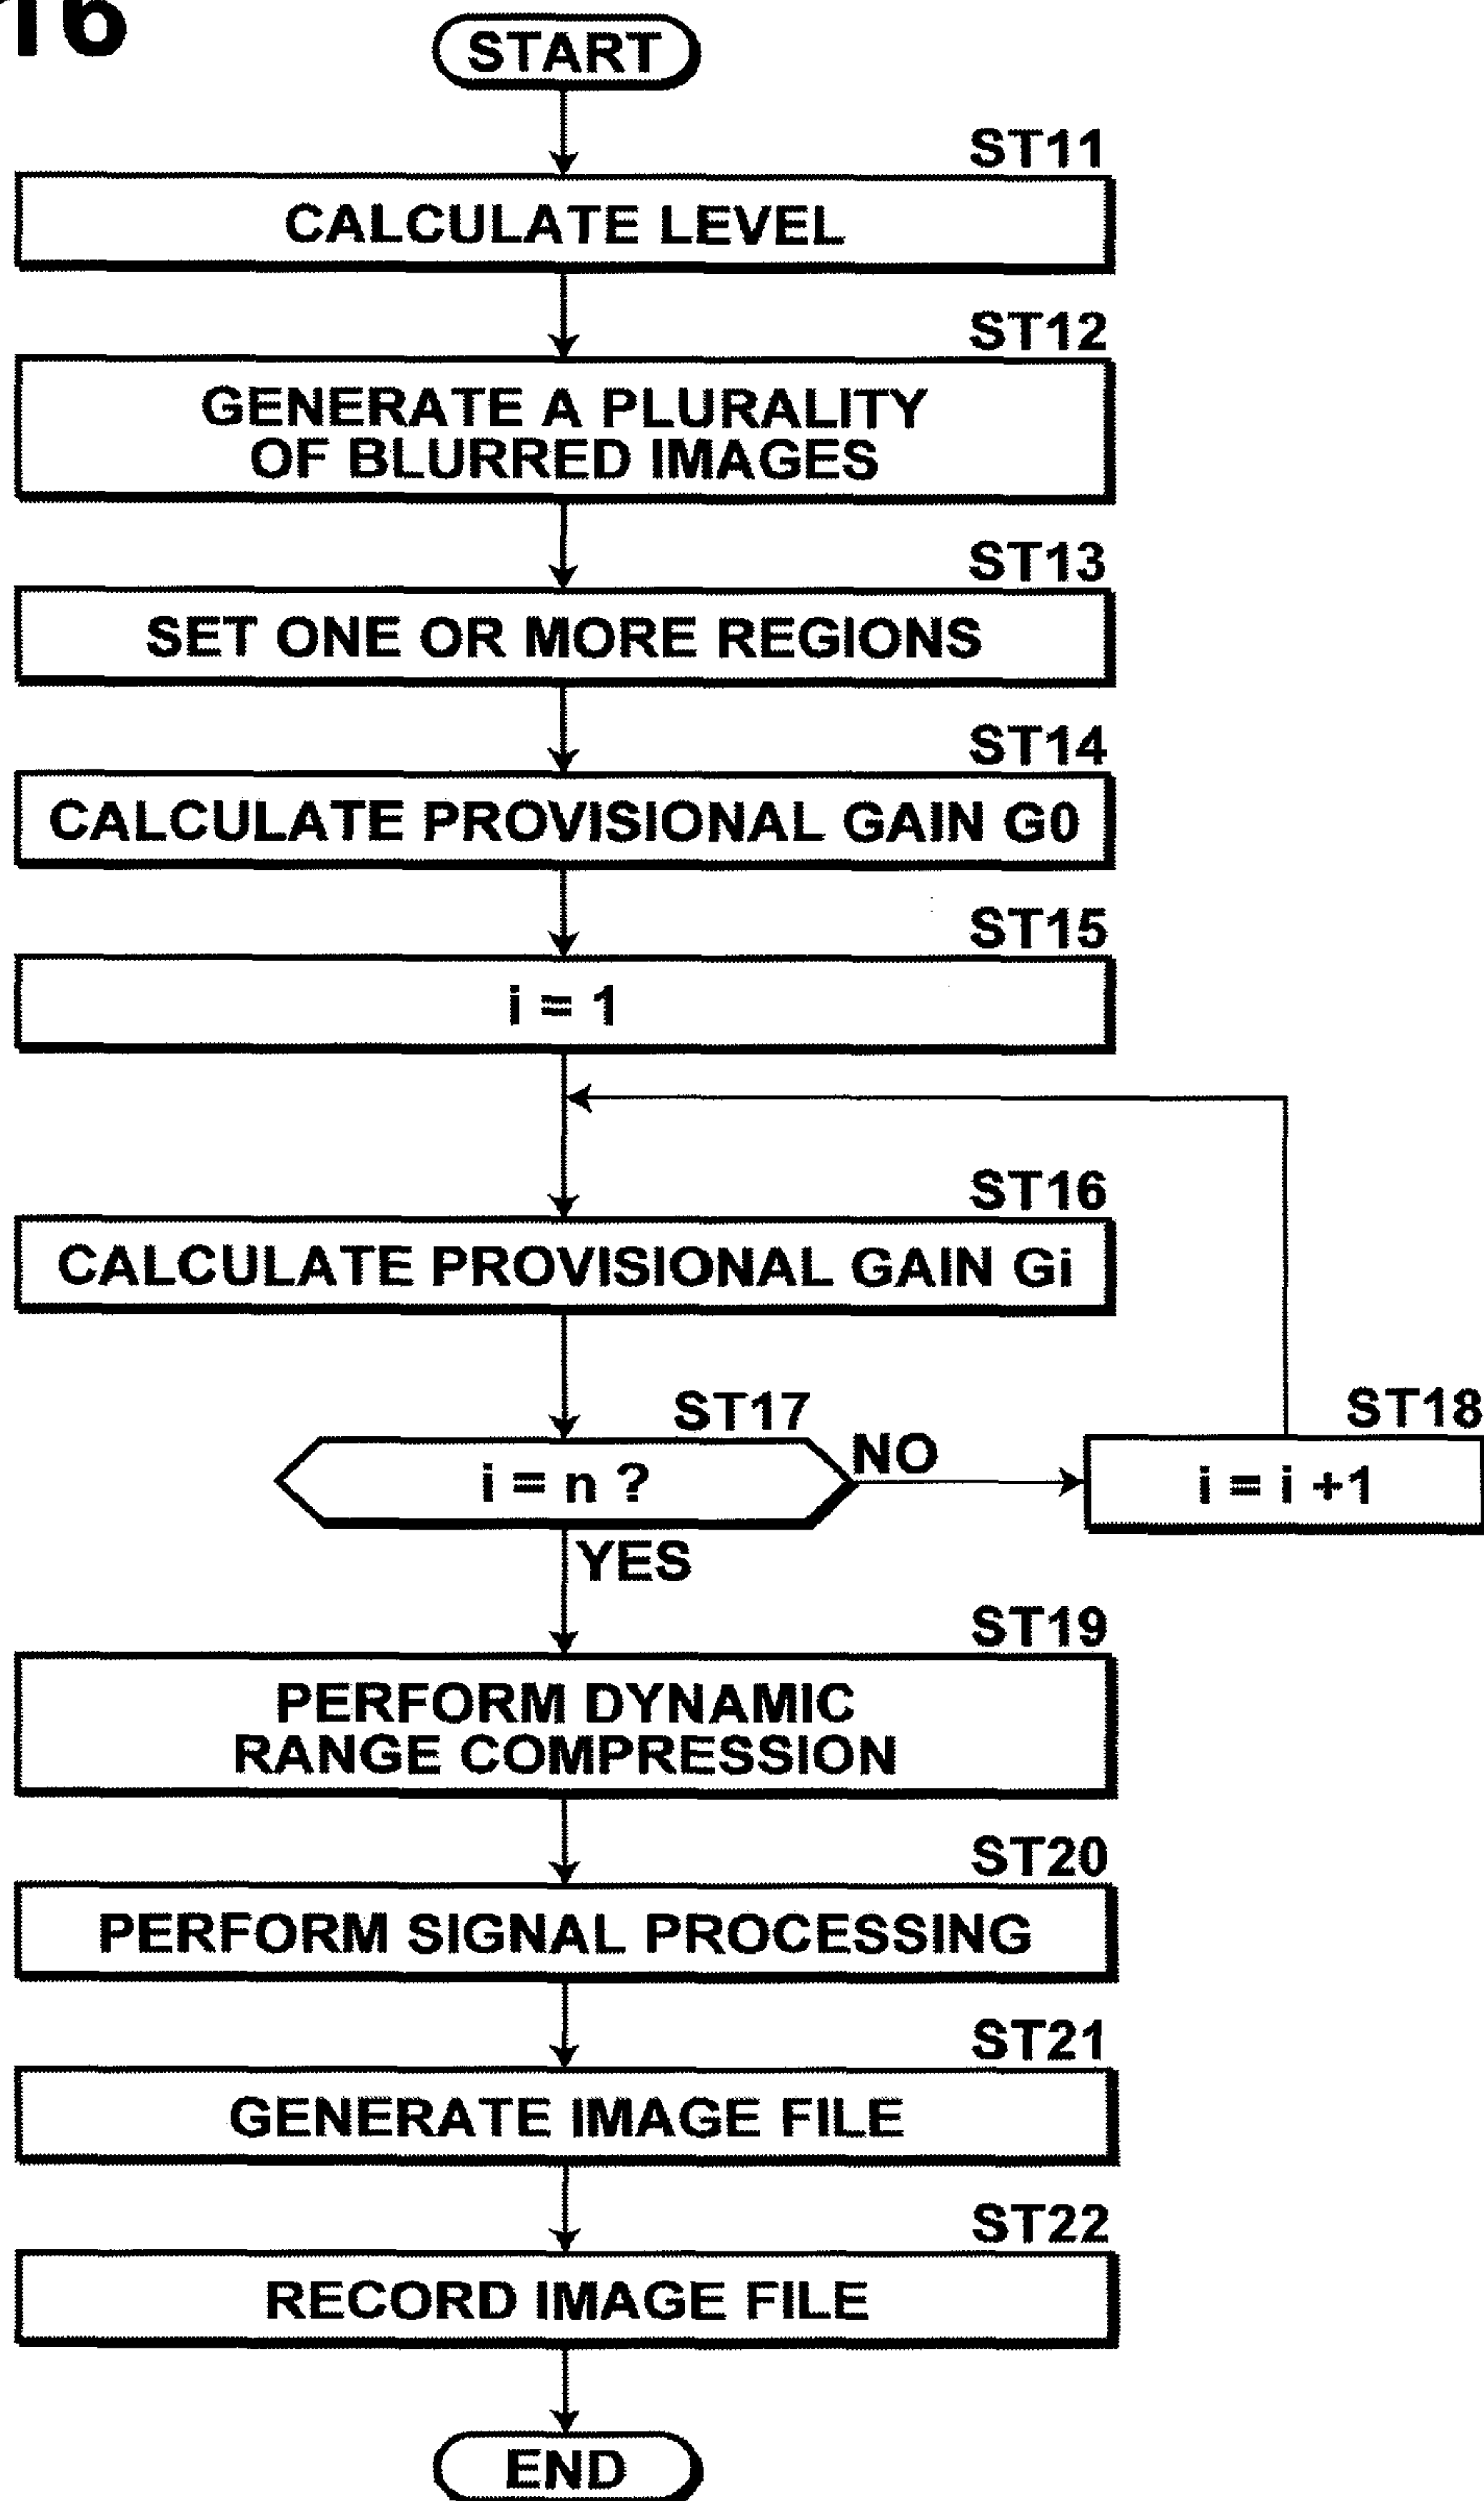 16
START
ST11
CALCULATE LEVEL
ST12
GENERATE A PLURALITY
OF BLURRED IMAGES
ST13
SET ONE OR MORE REGIONS
ST14
CALCULATE PROVISIONAL GAIN G0
ST15
i = 1
ST16
CALCULATE PROVISIONAL GAIN Gi
ST17
i = n ?
NO
ST18
i = i +1
YES
ST19
PERFORM DYNAMIC
RANGE COMPRESSION
ST20
PERFORM SIGNAL PROCESSING
ST21
GENERATE IMAGE FILE
ST22
RECORD IMAGE FILE
END